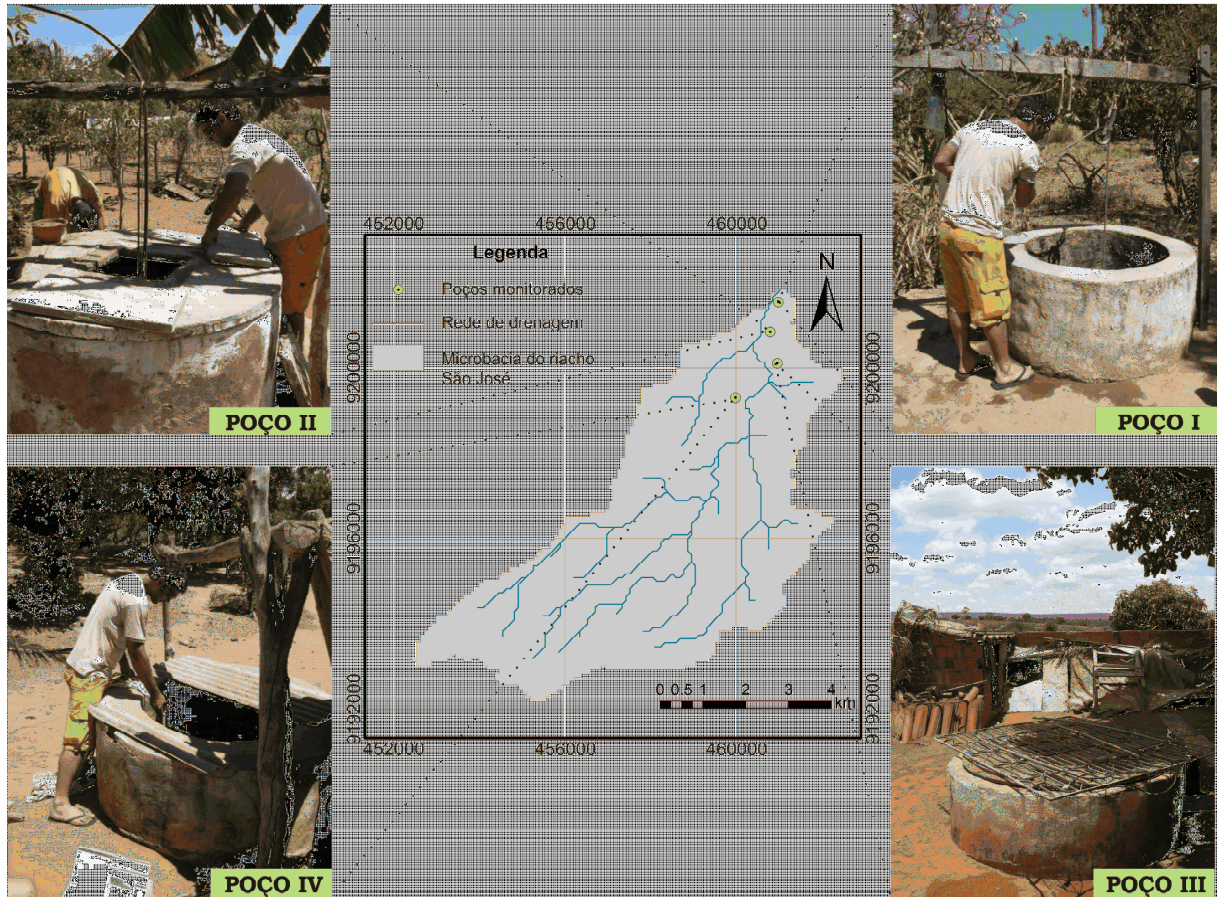 452000 456000 460000
Legenda
N
Poços monitorados
Rede de drenagem
Microbacia do riacho
São José
9200000
9200000
POÇO II
POÇO I
9196000
9196000
0 0.5 1 2 3 4
km
9192000
9192000
452000 456000 460000
POÇO IV
POÇO III